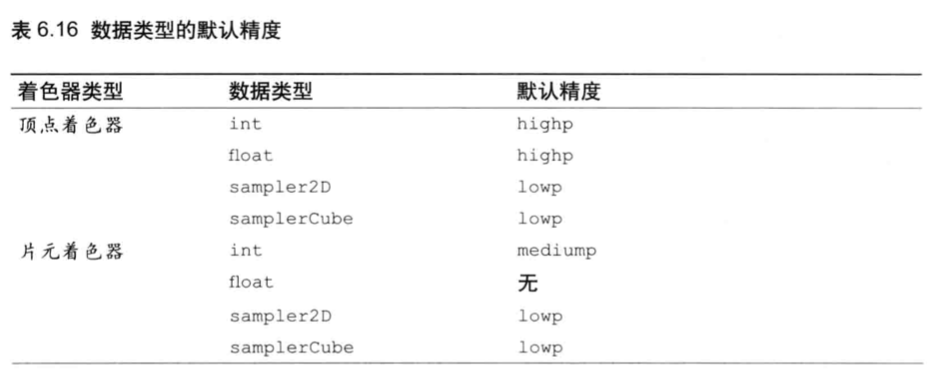 表 6.16 数据类型的默认精度
着色器类型 数据类型 默认精度
顶点着色器 int highp
float highp
sampler2D lowp
samplerCube lowp
片元着色器 int mediump
float 无
sampler2D lowp
samplerCube lowp